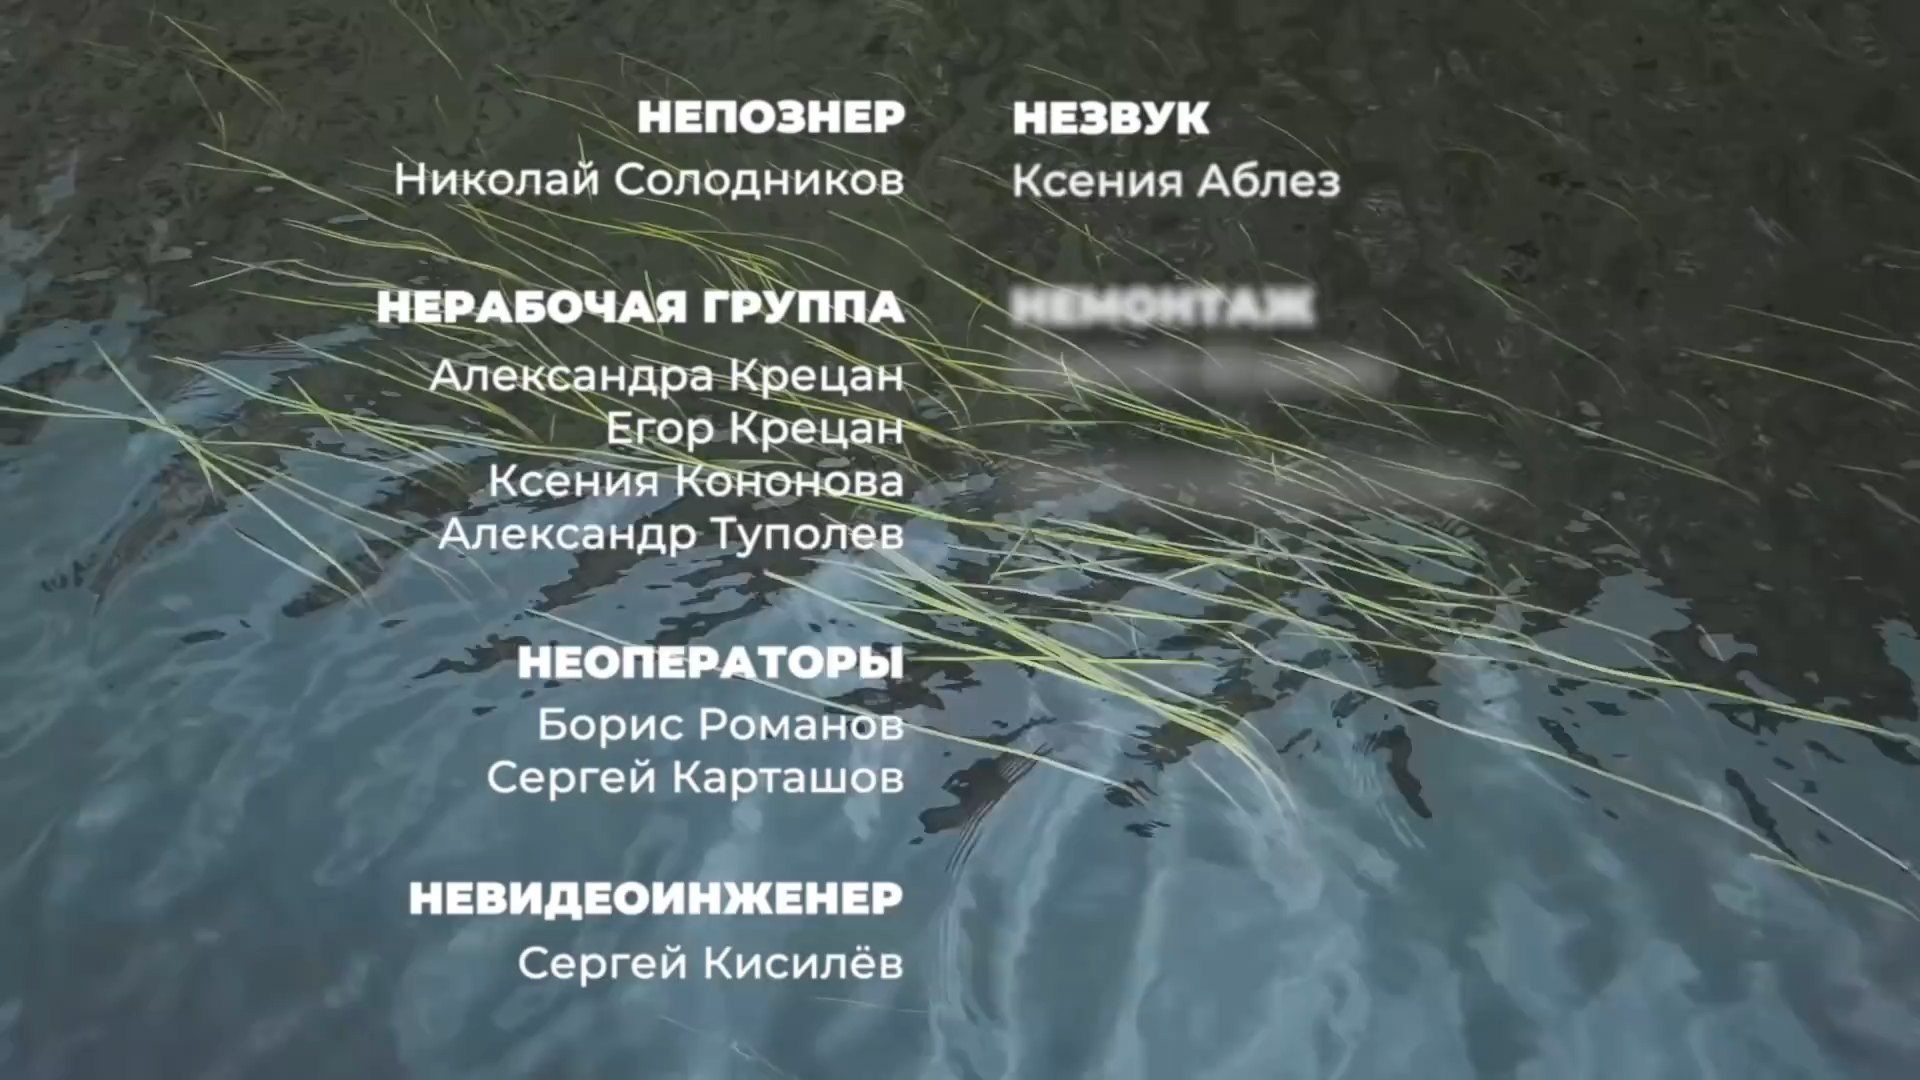 НЕПОЗНЕР
Николай Солодников
НЕРАБОЧАЯ ГРУППА
Александра Крецан
Егор Крецан
Ксения Кононова
Александр Туполев
НЕОПЕРАТОРЫ
Борис Романов
Сергей Карташов
НЕВИДЕОИНЖЕНЕР
Сергей Кисилёв
НЕЗВУК
Ксения Аблез
НЕМОНТАЖ